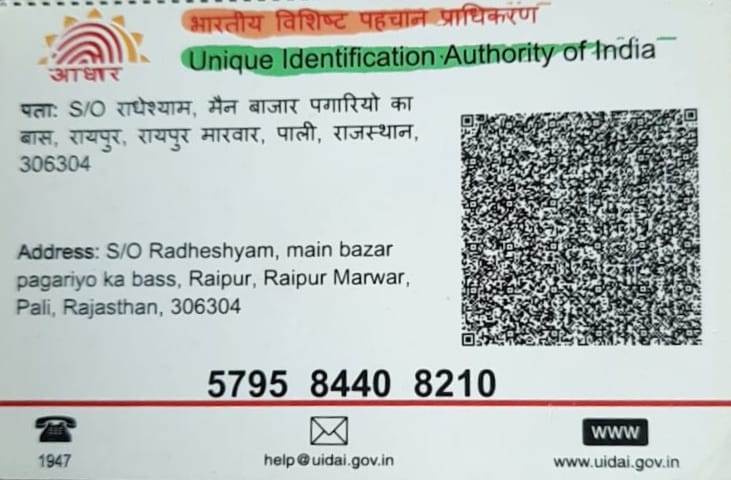 भारतीय विशिष्ट पहचान प्राधिकरण
Unique Identification Authority of India
आधार
पता: S/O राधेश्याम, मैन बाजार पगारियो का
बास, रायपुर, रायपुर मारवार, पाली, राजस्थान,
306304
Address: S/O Radheshyam, main bazar
pagariyo ka bass, Raipur, Raipur Marwar,
Pali, Rajasthan, 306304
5795 8440 8210
1947
help@uidai.gov.in
www
www.uidai.gov.in